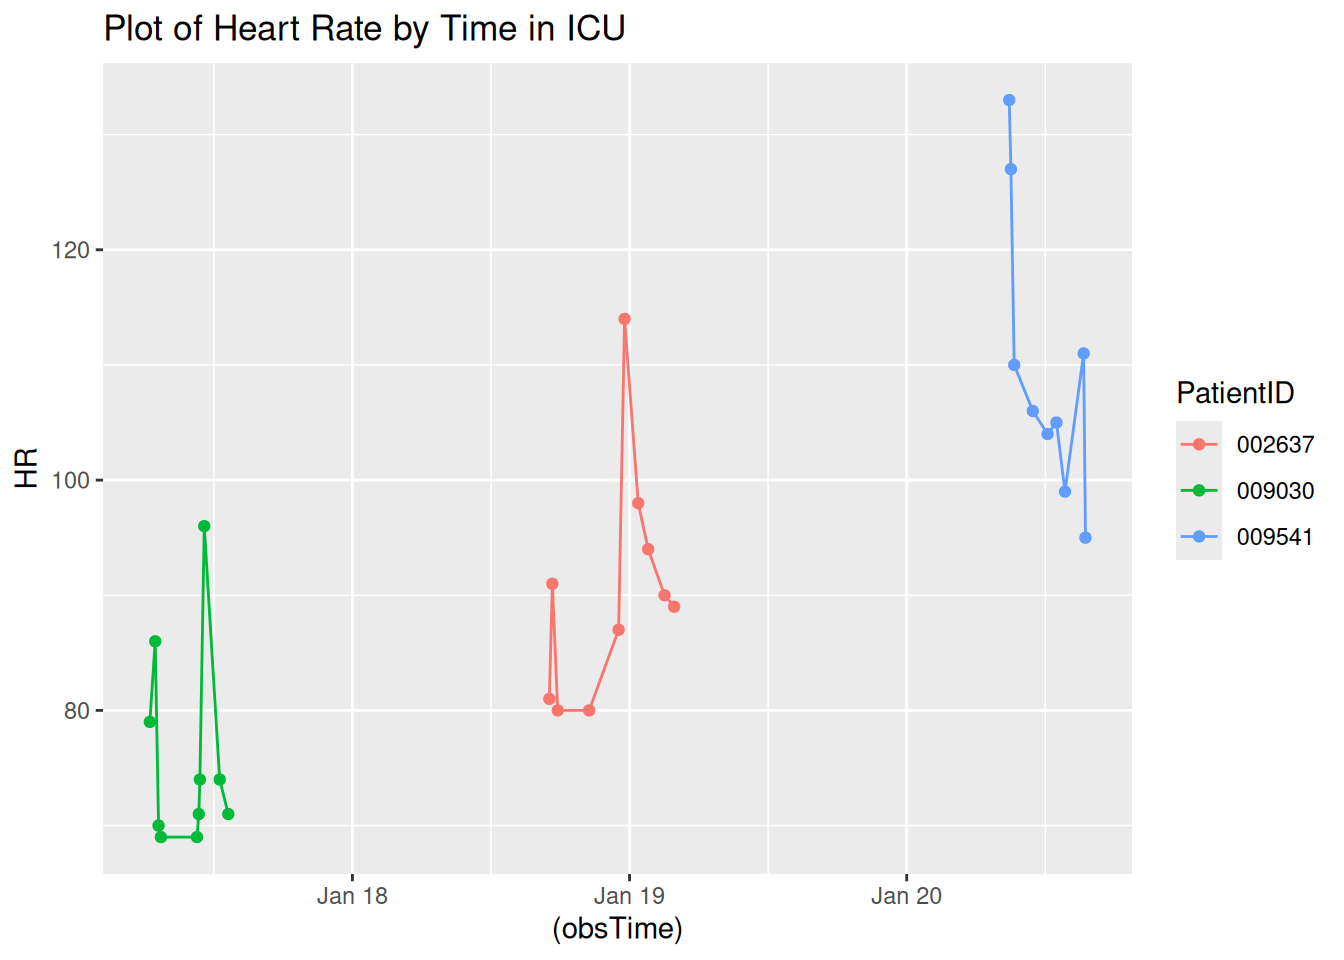 Plot of Heart Rate by Time in ICU
HR
120
100
80
Jan 18
Jan 19
Jan 20
(obsTime)
PatientID
002637
009030
009541